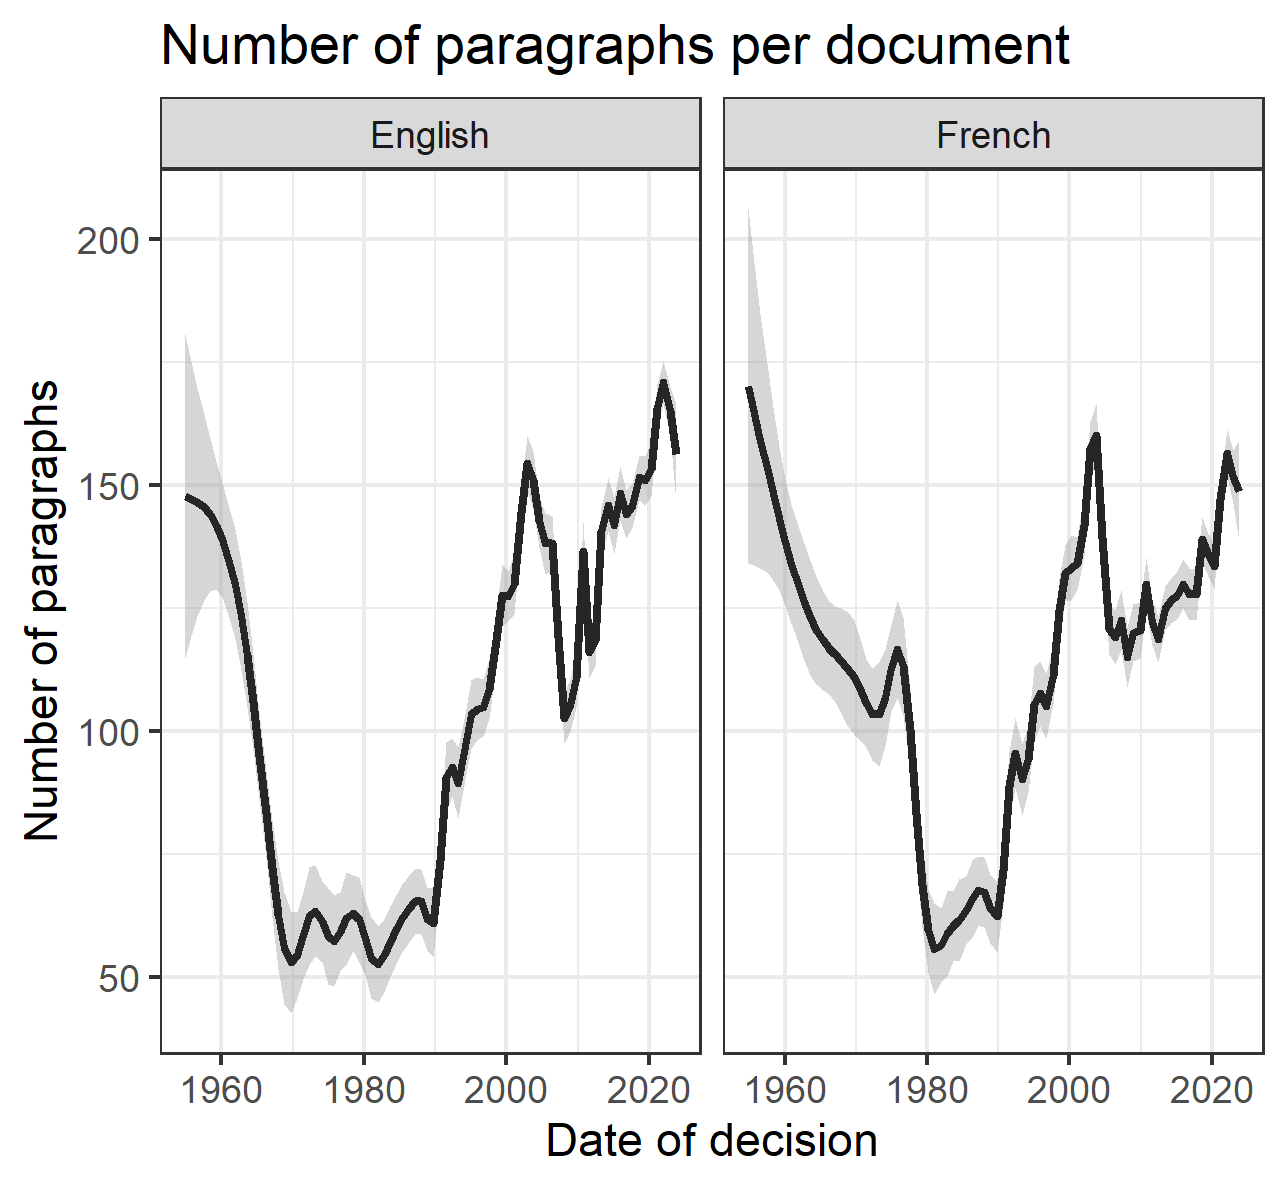 Number of paragraphs per document
English
French
Number of paragraphs
200
150
100
50
1960
1980
2000
2020
1960
1980
2000
2020
Date of decision